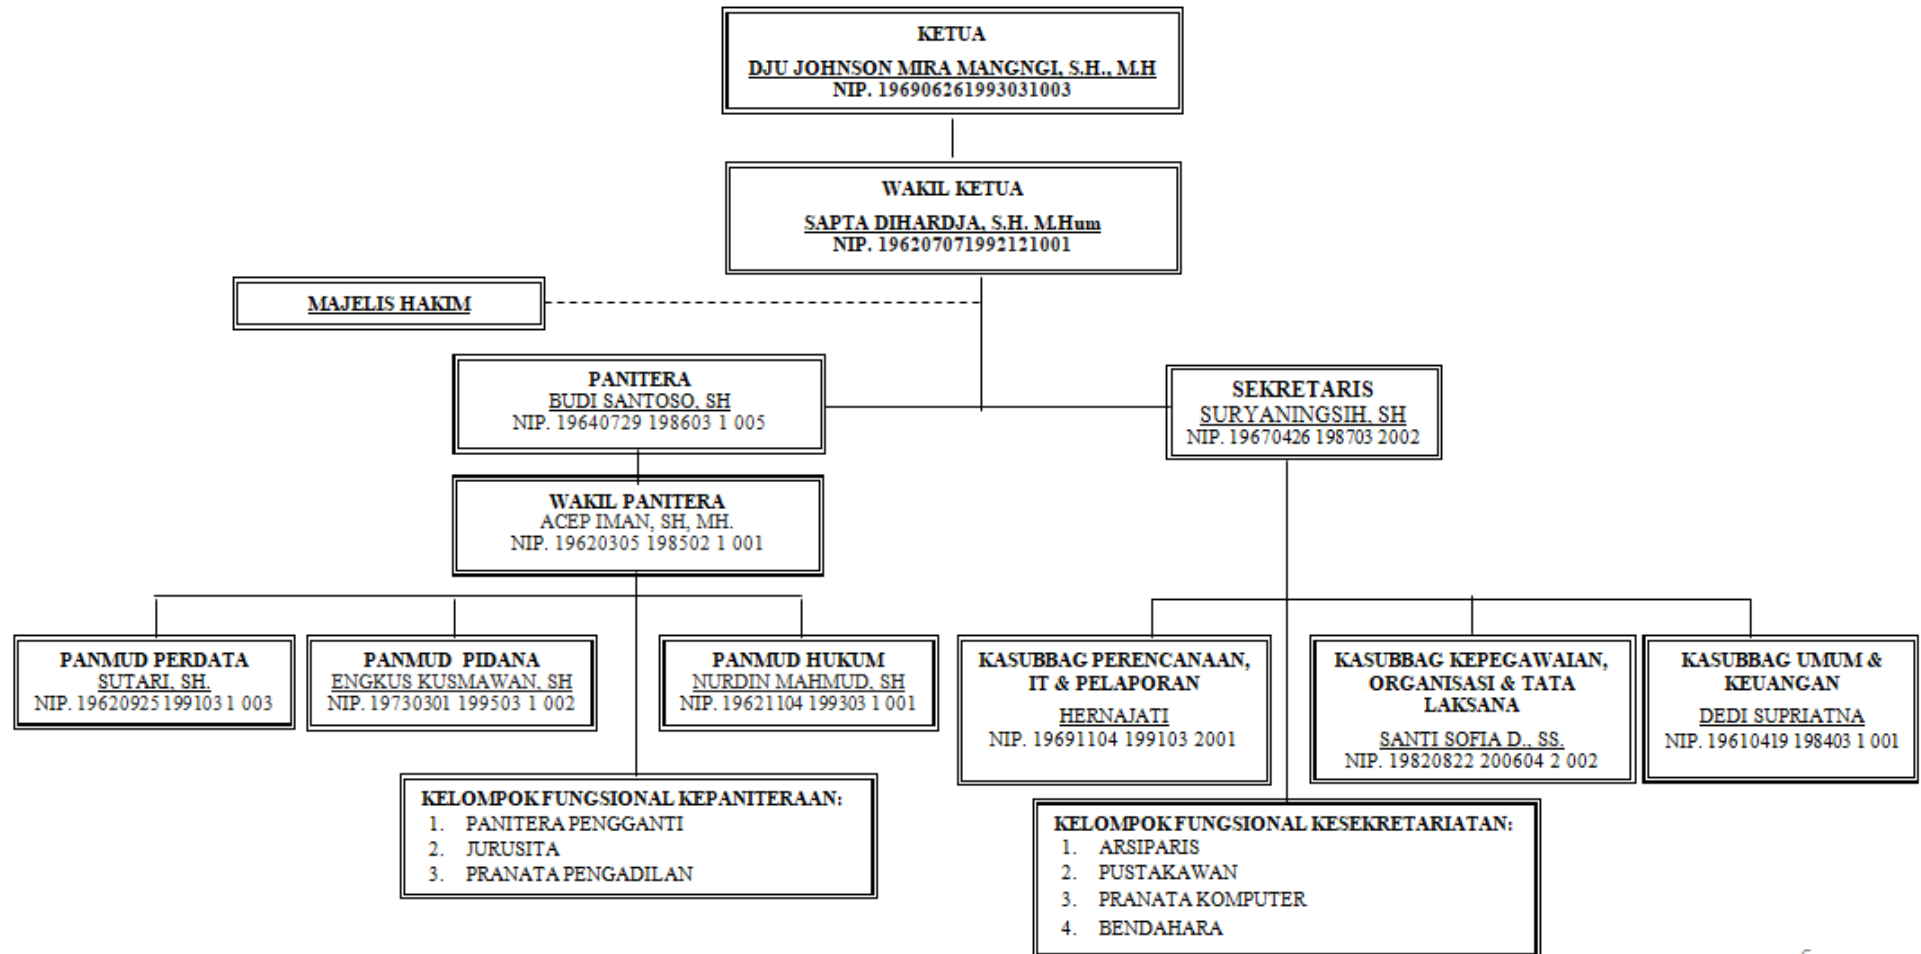 KETUA
DJU JOHNSON MIRA MANGNGI, S.H., M.H
NIP. 196906261993031003
WAKIL KETUA
SAPTA DIHARDJA, S.H. M.Hum
NIP. 196207071992121001
MAJELIS HAKIM
PANITERA
BUDI SANTOSO, SH
NIP. 19640729 198603 1 005
SEKRETARIS
SURYANINGSIH, SH
NIP. 19670426 198703 2002
WAKIL PANITERA
ACEP IMAN, SH, MH.
NIP. 19620305 198502 1 001
PANMUD PERDATA
SUTARI, SH.
NIP. 19620925 199103 1 003
PANMUD PIDANA
ENGKUS KUSMAWAN, SH
NIP. 19730301 199503 1 002
PANMUD HUKUM
NURDIN MAHMUD, SH
NIP. 19621104 199303 1 001
KASUBBAG PERENCANAAN,
IT & PELAPORAN
HERNAJATI
NIP. 19691104 199103 2001
KASUBBAG KEPEGAWAIAN,
ORGANISASI & TATA
LAKSANA
SANTI SOFIA D., SS.
NIP. 19820822 200604 2 002
KASUBBAG UMUM &
KEUANGAN
DEDI SUPRIATNA
NIP. 19610419 198403 1 001
KELOMPOK FUNGSIONAL KEPANITERAAN:
1. PANITERA PENGGANTI
2. JURUSITA
3. PRANATA PENGADILAN
KELOMPOK FUNGSIONAL KESEKRETARIATAN:
1. ARSIPARIS
2. PUSTAKAWAN
3. PRANATA KOMPUTER
4. BENDAHARA